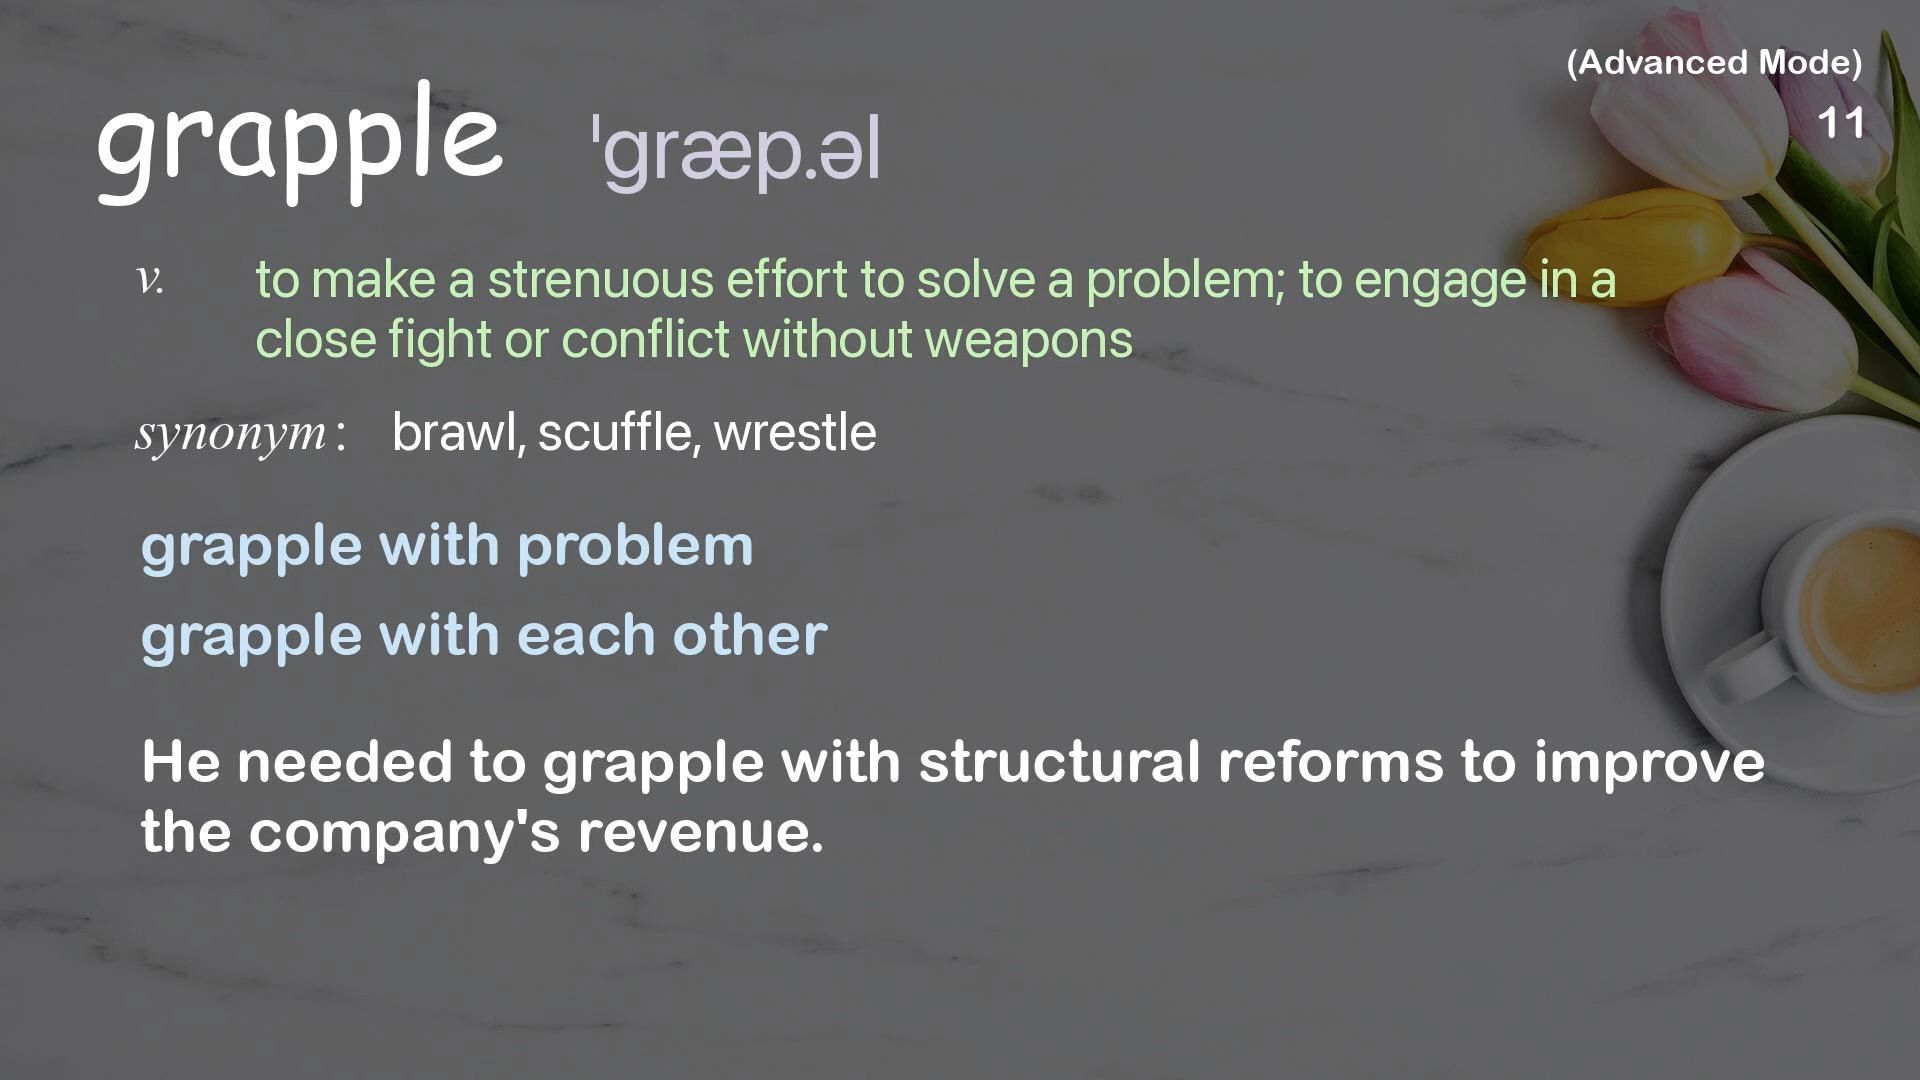 (Advanced Mode)
grapple ˈɡræp.əl
11
v. to make a strenuous effort to solve a problem; to engage in a
close fight or conflict without weapons
synonym: brawl, scuffle, wrestle
grapple with problem
grapple with each other
He needed to grapple with structural reforms to improve
the company's revenue.